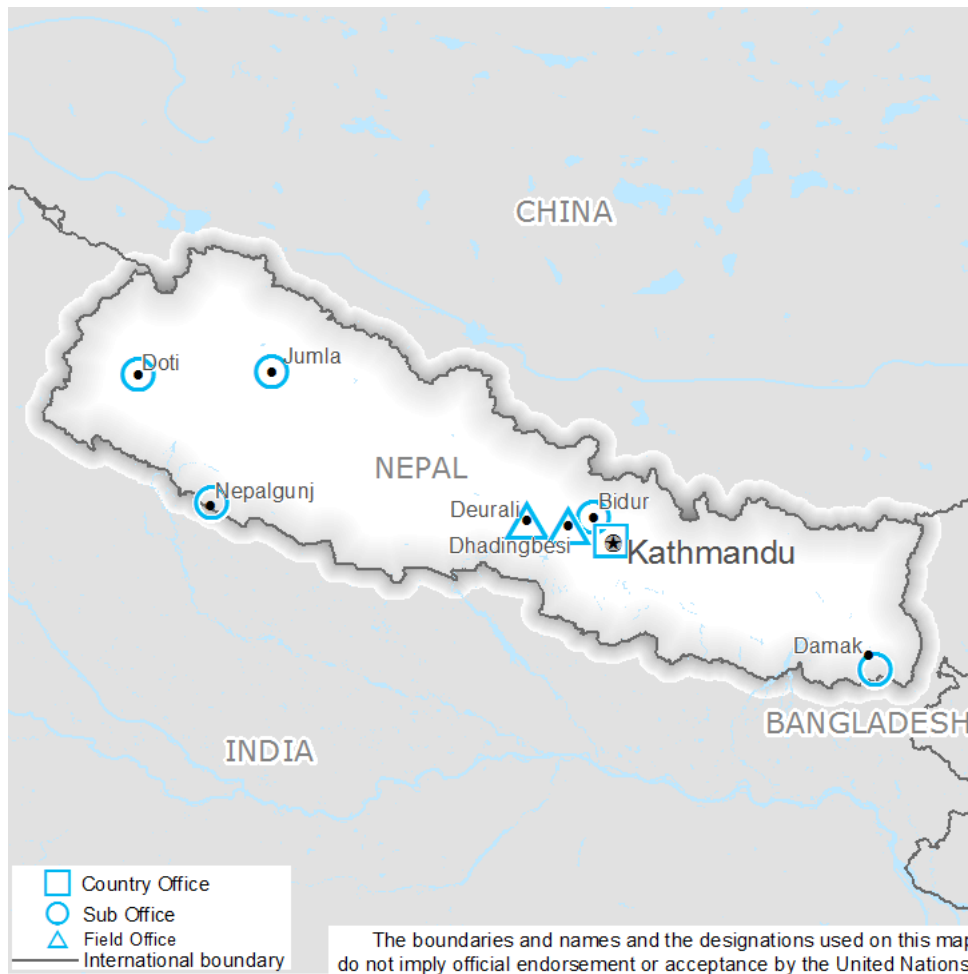 CHINA
Doti
Jumla
NEPAL
Nepalgunj
Deurali
Bidur
Dhadingbesi
Kathmandu
Damak
BANGLADESH
INDIA
Country Office
Sub Office
Field Office
International boundary
The boundaries and names and the designations used on this map
do not imply official endorsement or acceptance by the United Nations